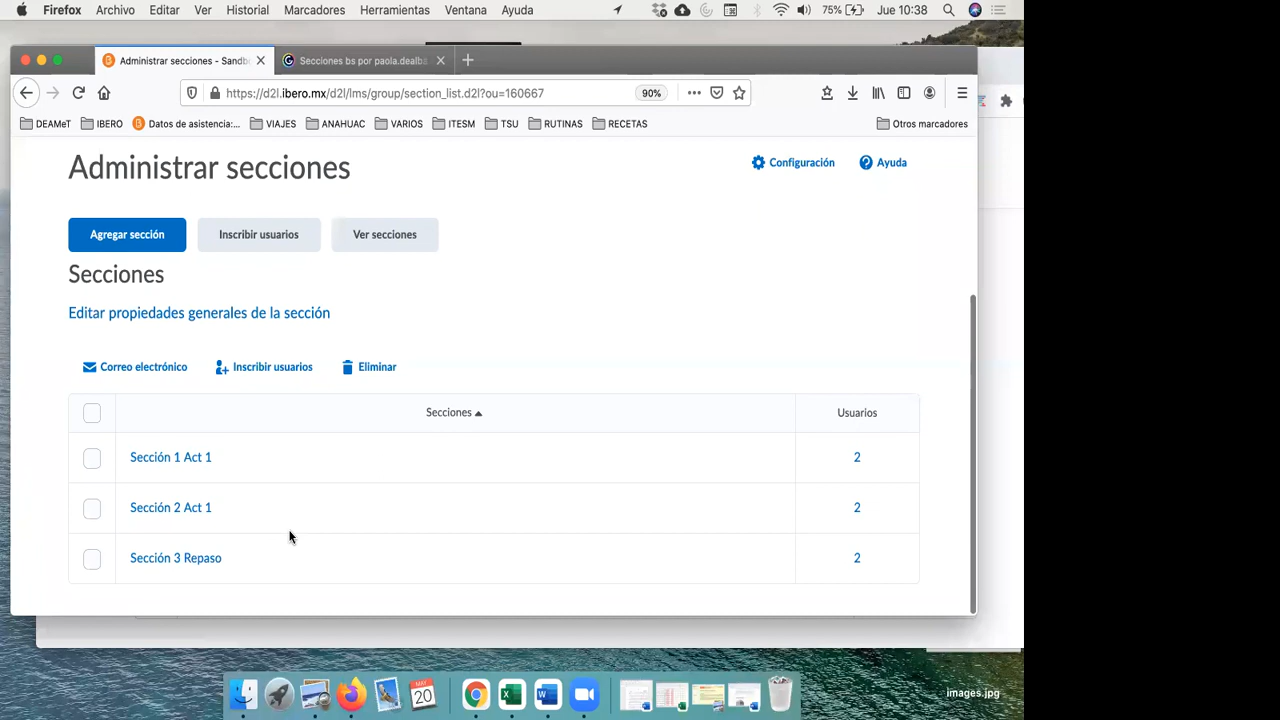 Firefox Archivo Editar Ver Historial Marcadores Herramientas Ventana Ayuda 75% Jue 10:38
Administrar secciones - Sandb Secciones bs por paola.dealba
https://d2l.ibero.mx/d2l/lms/group/section_list.d2l?ou=160667 90%
DEAMeT IBERO Datos de asistencia:... VIAJES ANAHUAC VARIOS ITESM TSU RUTINAS RECETAS Otros marcadores
Administrar secciones Configuración Ayuda
Agregar sección Inscribir usuarios Ver secciones
Secciones
Editar propiedades generales de la sección
Correo electrónico Inscribir usuarios Eliminar
Secciones Usuarios
Sección 1 Act 1 2
Sección 2 Act 1 2
Sección 3 Repaso 2
MAY
20
images.jpg